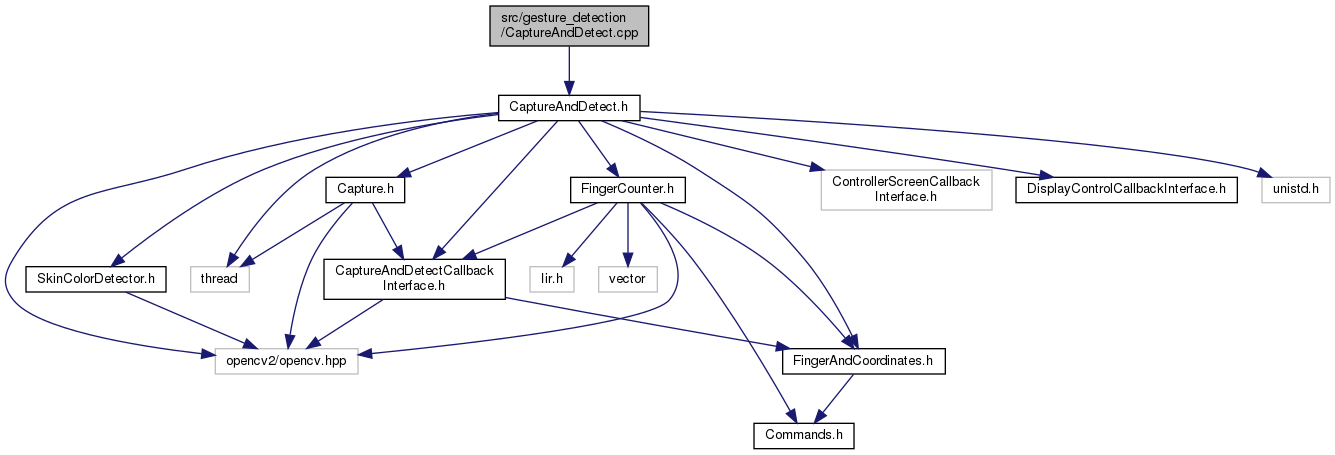 src/gesture_detection
/CaptureAndDetect.cpp
CaptureAndDetect.h
Capture.h
FingerCounter.h
ControllerScreenCallback
Interface.h
DisplayControlCallbackInterface.h
unistd.h
SkinColorDetector.h
thread
CaptureAndDetectCallback
Interface.h
lir.h
vector
opencv2/opencv.hpp
FingerAndCoordinates.h
Commands.h